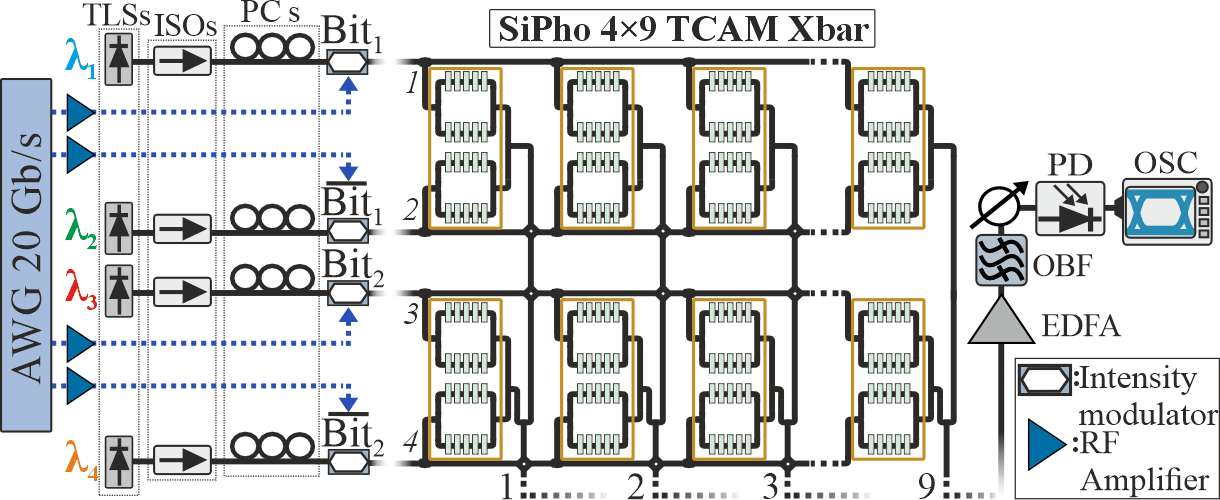 TLSs
ISOs
PC s
SiPho 4×9 TCAM Xbar
λ1
Bit1
AWG 20 Gb/s
1
λ2
Bit1
2
PD
OSC
λ3
Bit2
3
OBF
EDFA
λ4
Bit2
4
:Intensity
modulator
:RF
Amplifier
1
2
3
9